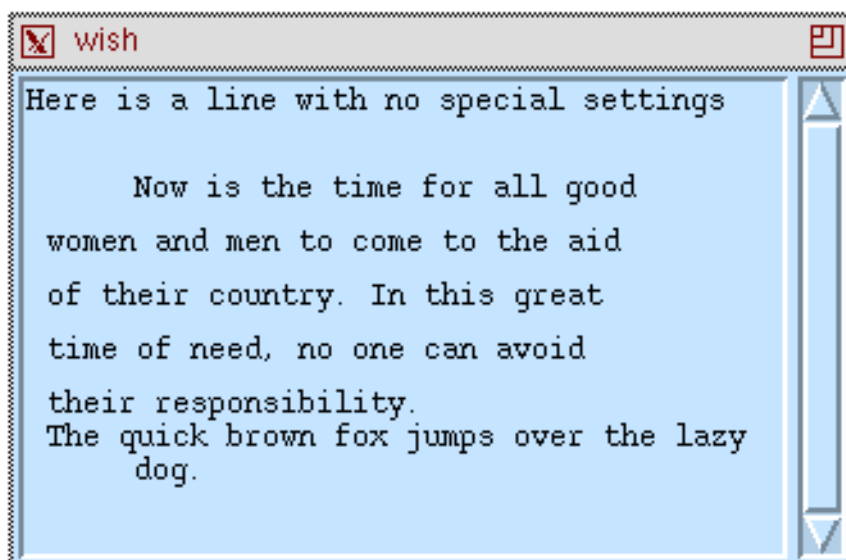 wish
Here is a line with no special settings
Now is the time for all good
women and men to come to the aid
of their country. In this great
time of need, no one can avoid
their responsibility.
The quick brown fox jumps over the lazy
dog.